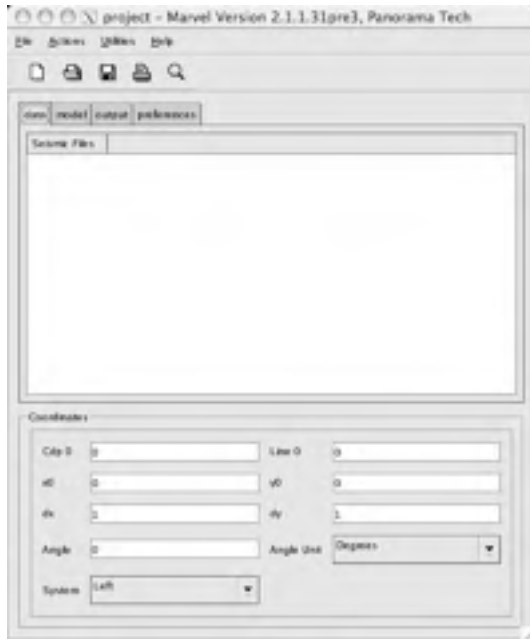 project - Marvel Version 2.1.1.31pre3, Panorama Tech
File Actions Utilities Help
model output preferences
Seismic Files
Coordinates
Cdp 0 0 Line 0 0
x0 0 y0 0
dx 1 dy 1
Angle 0 Angle Unit Degrees
System Left